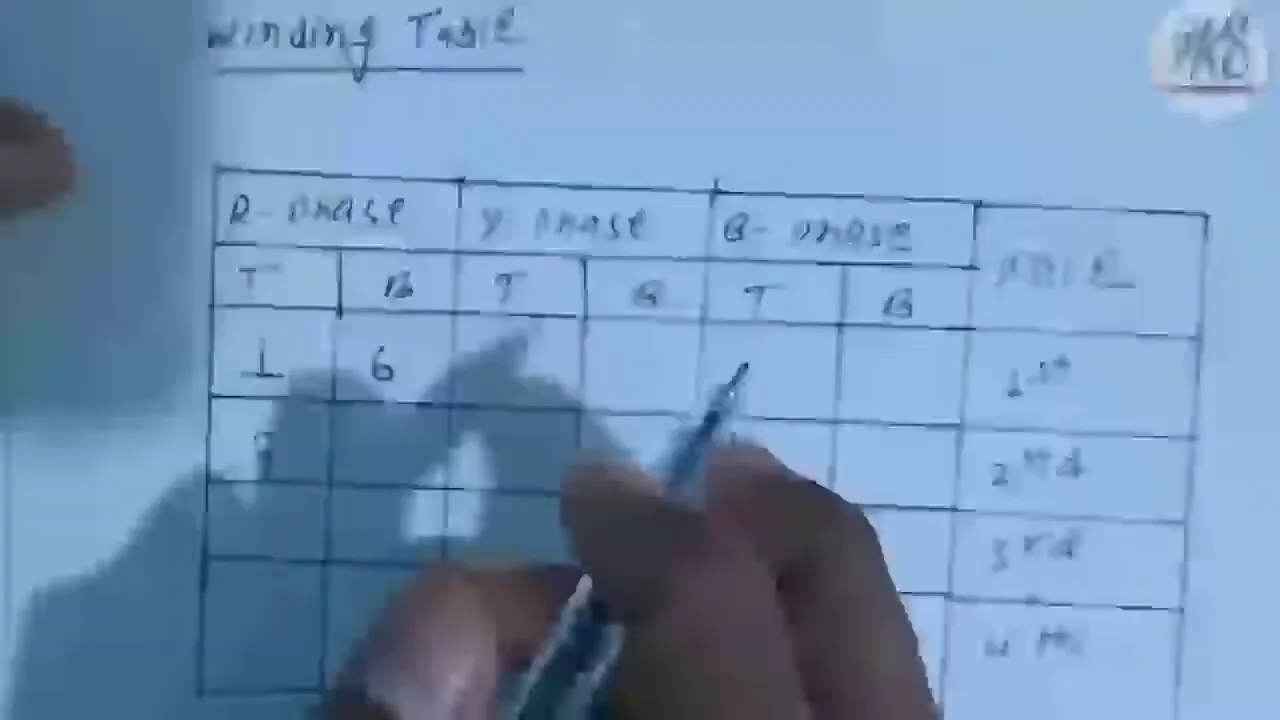 Winding Table
R-Phase Y Phase B-Phase POLE
T B T B T B
1 6 1st
2nd
3rd
4th